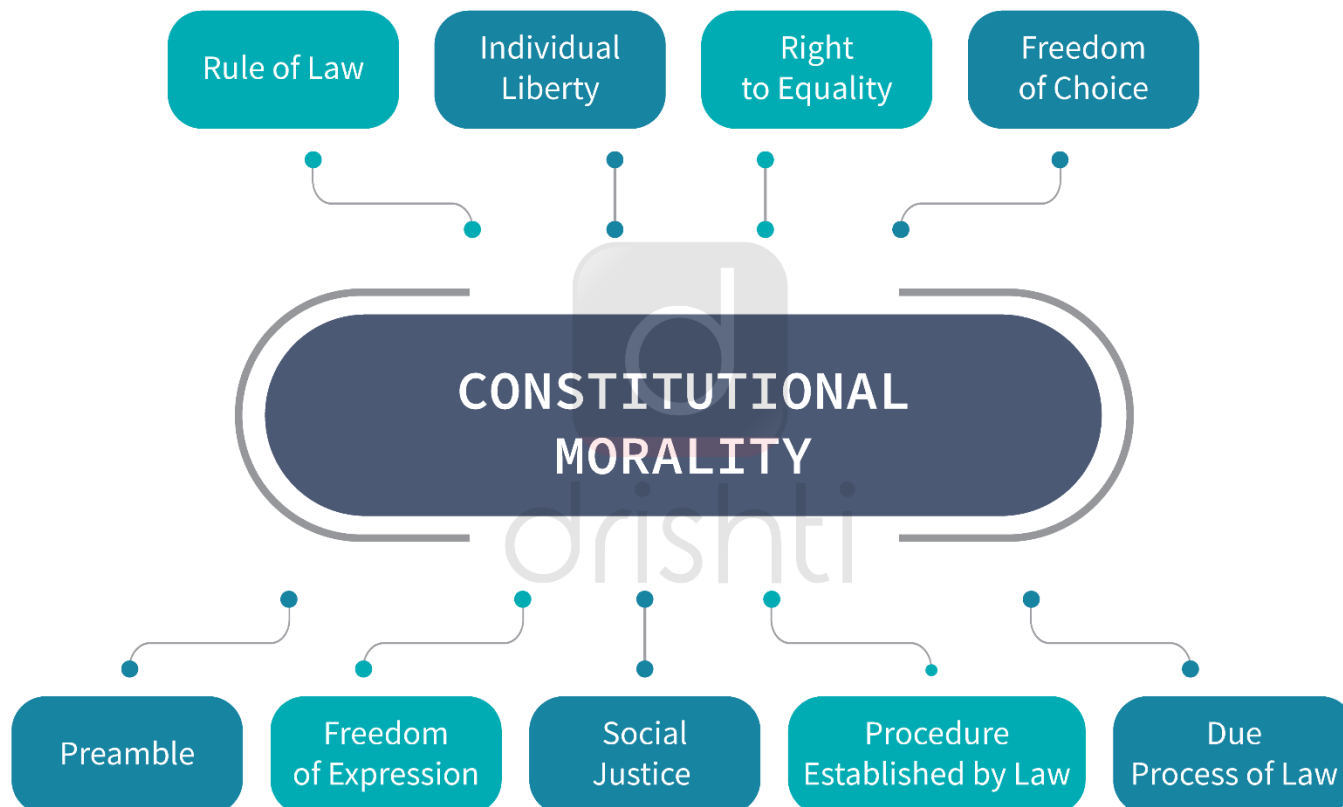 Rule of Law
Individual
Liberty
Right
to Equality
Freedom
of Choice
CONSTITUTIONAL
MORALITY
drishti
Preamble
Freedom
of Expression
Social
Justice
Procedure
Established by Law
Due
Process of Law